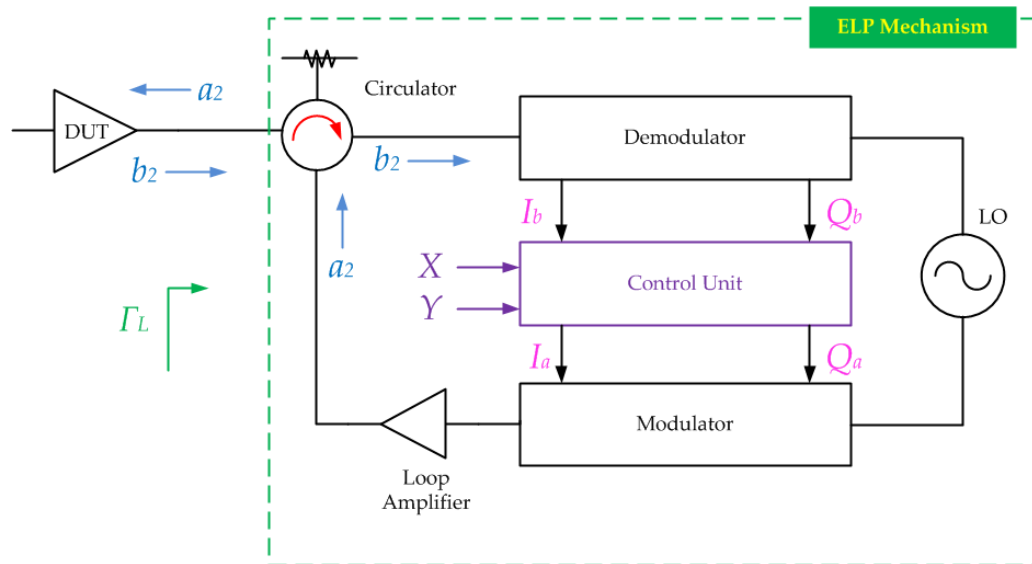 ELP Mechanism
a2
Circulator
DUT
Demodulator
b2
b2
Ib
Qb
LO
a2
X
Control Unit
Y
ΓL
Ia
Qa
Modulator
Loop
Amplifier